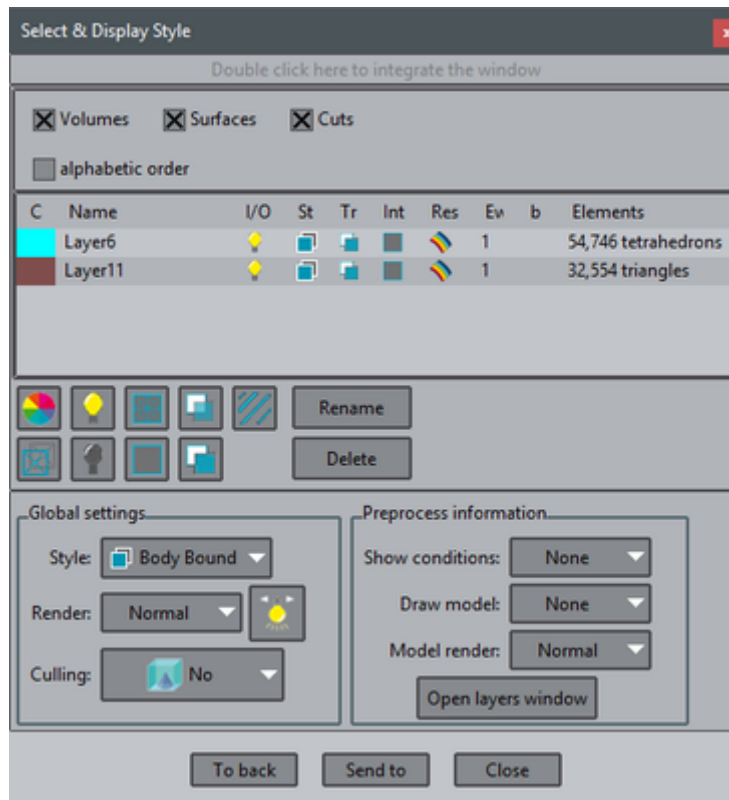 Select & Display Style
x
Double click here to integrate the window
Volumes Surfaces Cuts
alphabetic order
C Name I/O St Tr Int Res Ev b Elements
Layer6 1 54,746 tetrahedrons
Layer11 1 32,554 triangles
Rename
Delete
Global settings
Style: Body Bound
Render: Normal
Culling: No
Preprocess information
Show conditions: None
Draw model: None
Model render: Normal
Open layers window
To back Send to Close